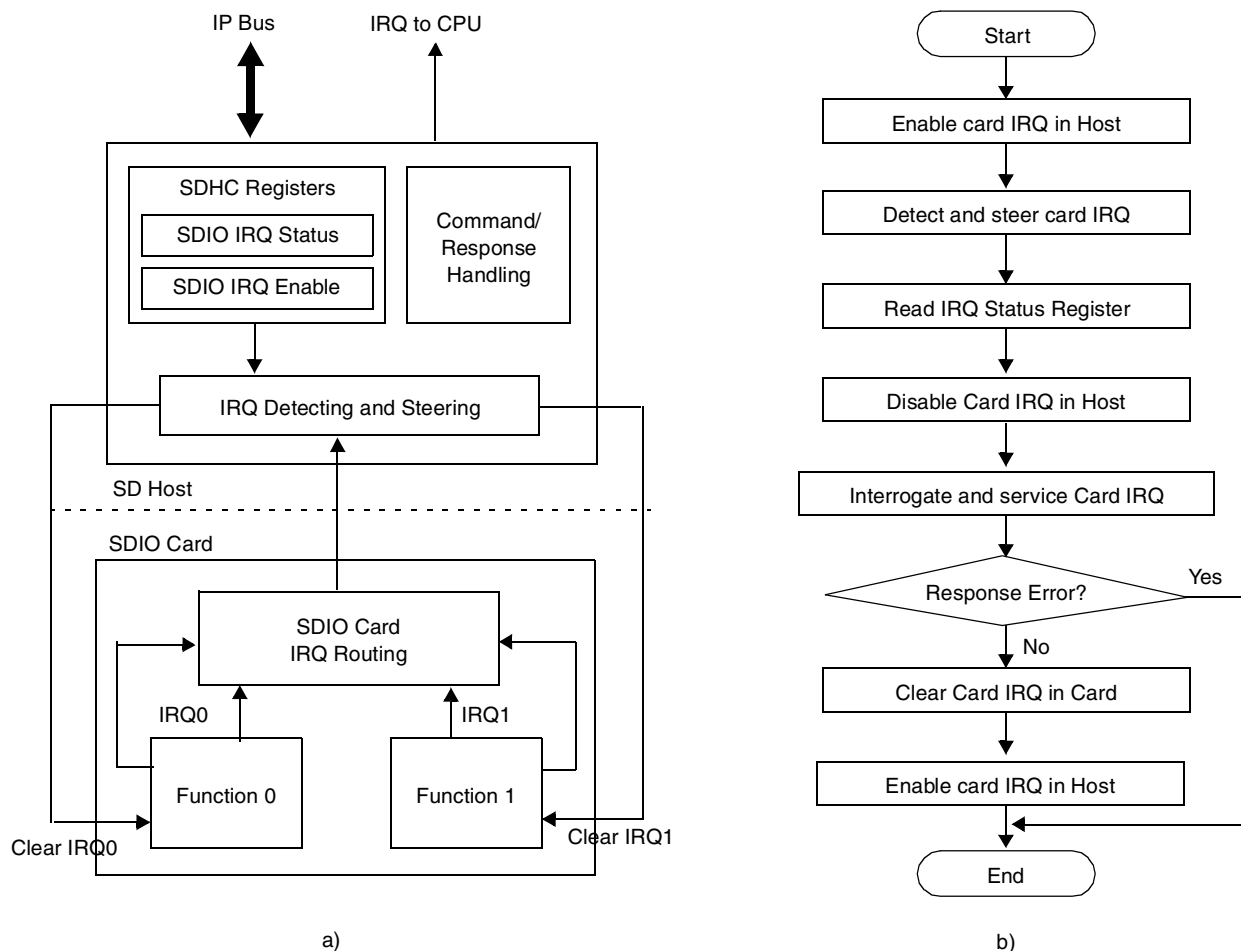 IP Bus
IRQ to CPU
SDHC Registers
SDIO IRQ Status
SDIO IRQ Enable
Command/
Response
Handling
IRQ Detecting and Steering
SD Host
SDIO Card
SDIO Card
IRQ Routing
IRQ0
IRQ1
Function 0
Function 1
Clear IRQ0
Clear IRQ1
a)
Start
Enable card IRQ in Host
Detect and steer card IRQ
Read IRQ Status Register
Disable Card IRQ in Host
Interrogate and service Card IRQ
Response Error?
Yes
No
Clear Card IRQ in Card
Enable card IRQ in Host
End
b)